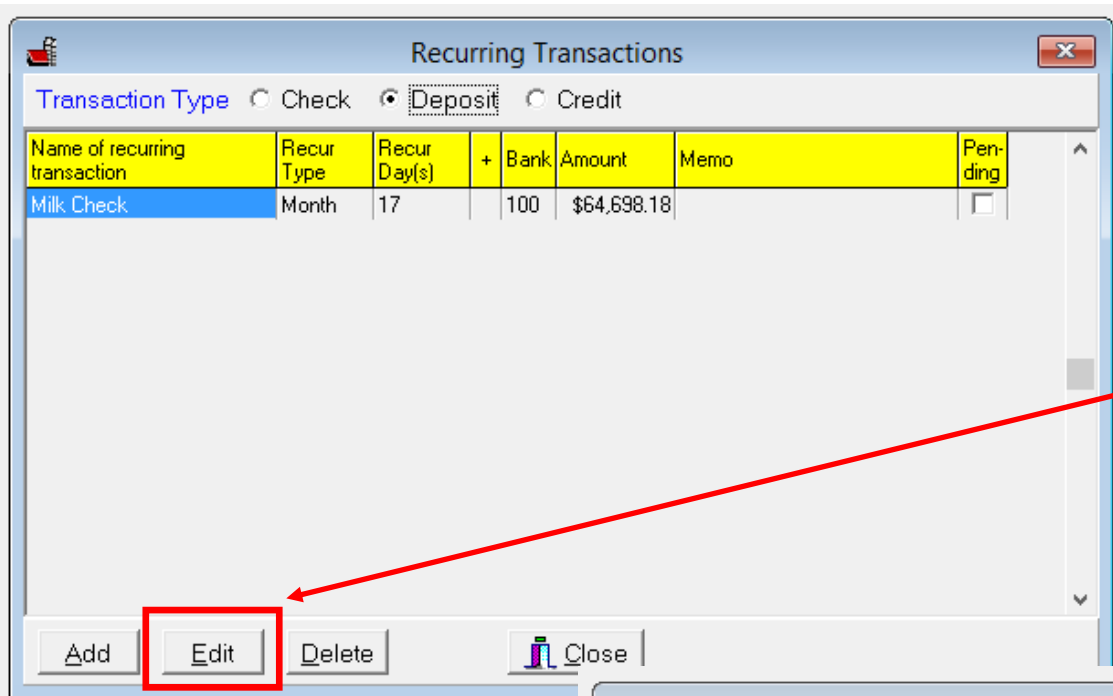 Recurring Transactions
Transaction Type Check Deposit Credit
Name of recurring transaction Recur Type Recur Day(s) + Bank Amount Memo Pen-ding
Milk Check Month 17 100 $64,698.18
Add Edit Delete Close